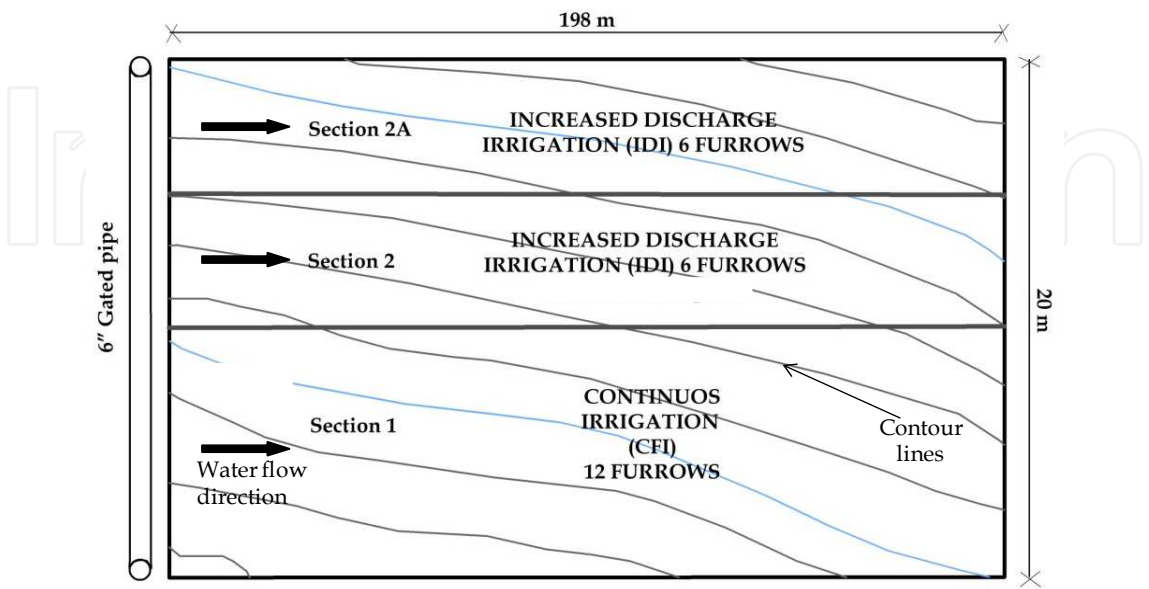 198 m
INCREASED DISCHARGE
IRRIGATION (IDI) 6 FURROWS
Section 2A
INCREASED DISCHARGE
IRRIGATION (IDI) 6 FURROWS
Section 2
6″ Gated pipe
20 m
CONTINUOS
IRRIGATION
(CFI)
12 FURROWS
Section 1
Contour
lines
Water flow
direction